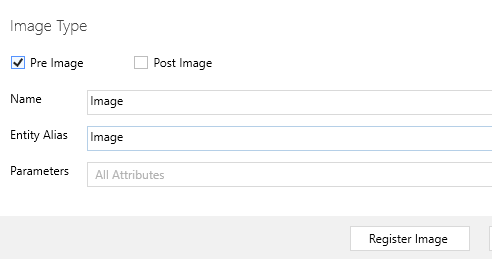 Image Type
Pre Image Post Image
Name Image
Entity Alias Image
Parameters All Attributes
Register Image